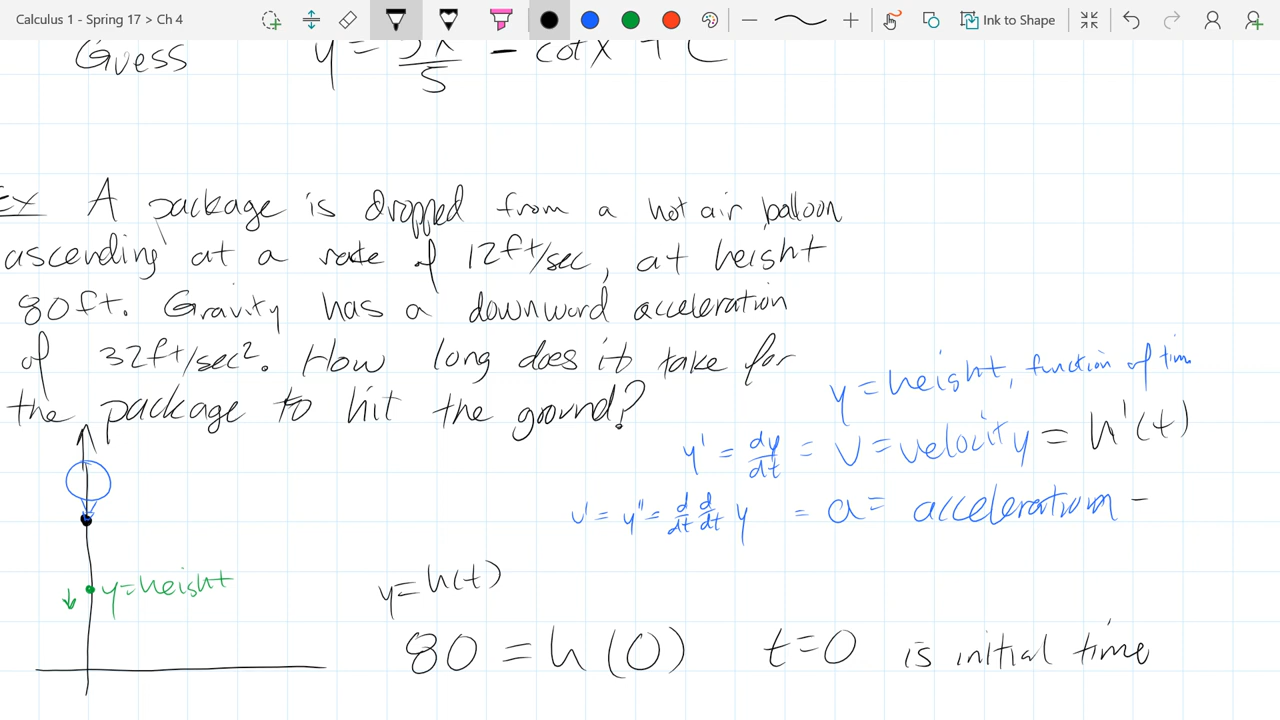 Calculus 1 - Spring 17 > Ch 4
Ink to Shape
Guess y = 5x/5 - cot x + C
Ex A package is dropped from a hot air balloon
ascending at a rate of 12ft/sec, at height
80ft. Gravity has a downward acceleration
of 32ft/sec². How long does it take for
the package to hit the ground?
y = height, function of time
y' = dy/dt = v = velocity = h'(t)
v' = y'' = d/dt d/dt y = a = acceleration -
y=height
y=h(t)
80 = h(0) t=0 is initial time